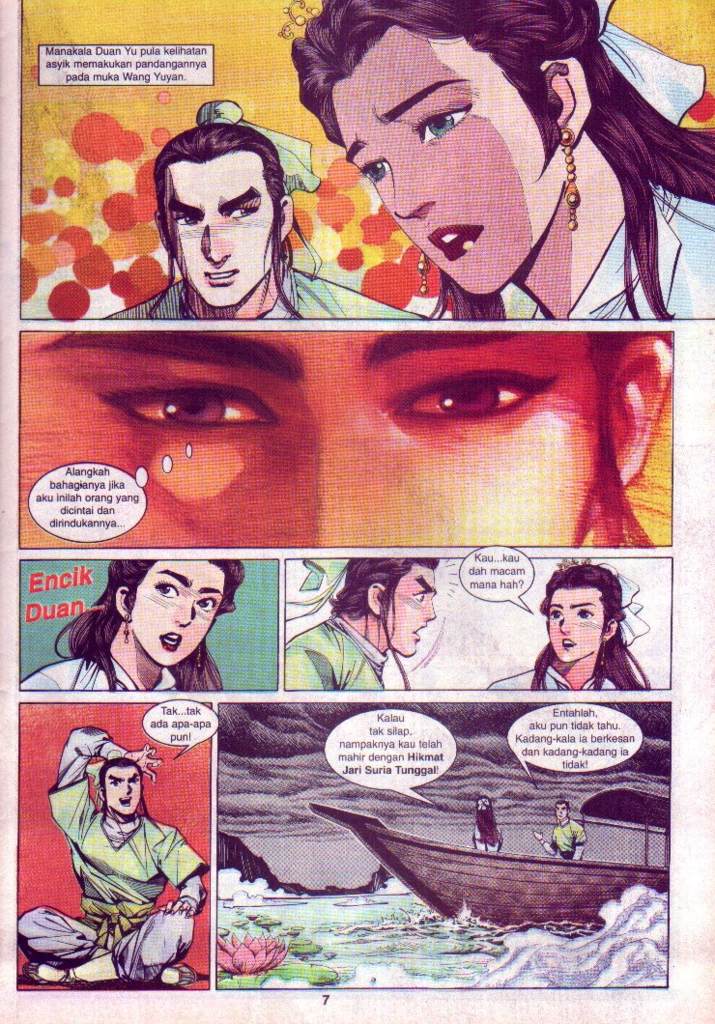 Manakala Duan Yu pula kelihatan
asyik memakukan pandangannya
pada muka Wang Yuyan.
Alangkah
bahagianya jika
aku inilah orang yang
dicintai dan
dirindukannya...
Encik
Duan...
Kau...kau
dah macam
mana hah?
Tak...tak
ada apa-apa
pun!
Kalau
tak silap,
nampaknya kau telah
mahir dengan Hikmat
Jari Suria Tunggal!
Entahlah,
aku pun tidak tahu.
Kadang-kala ia berkesan
dan kadang-kadang ia
tidak!
7